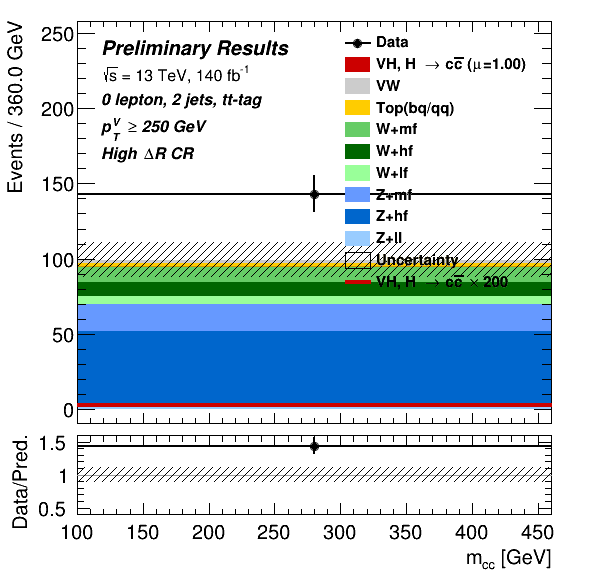 Events / 360.0 GeV
250
200
150
100
50
0
Preliminary Results
√s = 13 TeV, 140 fb⁻¹
0 lepton, 2 jets, tt-tag
p_T^V ≥ 250 GeV
High ΔR CR
Data
VH, H → cc̅ (μ=1.00)
VW
Top(bq/qq)
W+mf
W+hf
W+lf
Z+mf
Z+hf
Z+ll
Uncertainty
VH, H → cc̅ × 200
Data/Pred.
1.5
1
0.5
100 150 200 250 300 350 400 450
m_cc [GeV]